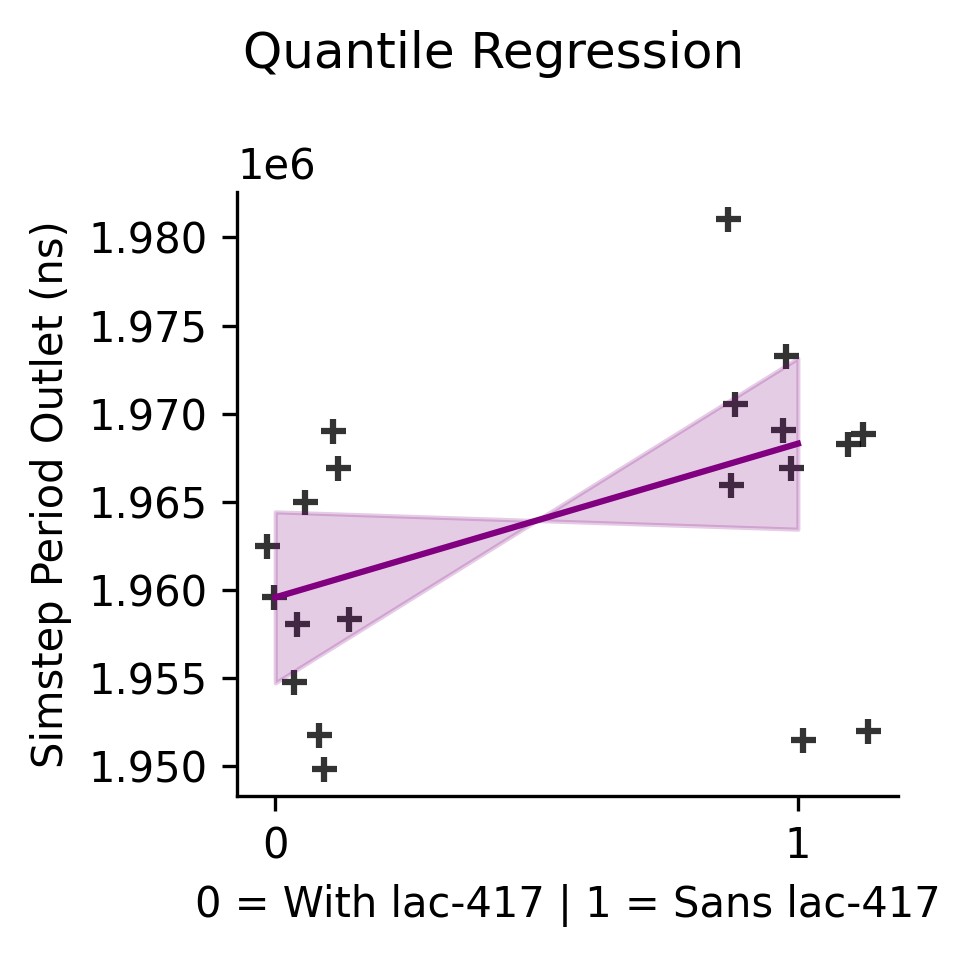 Quantile Regression
1e6
Simstep Period Outlet (ns)
1.980
1.975
1.970
1.965
1.960
1.955
1.950
0 1
0 = With lac-417 | 1 = Sans lac-417